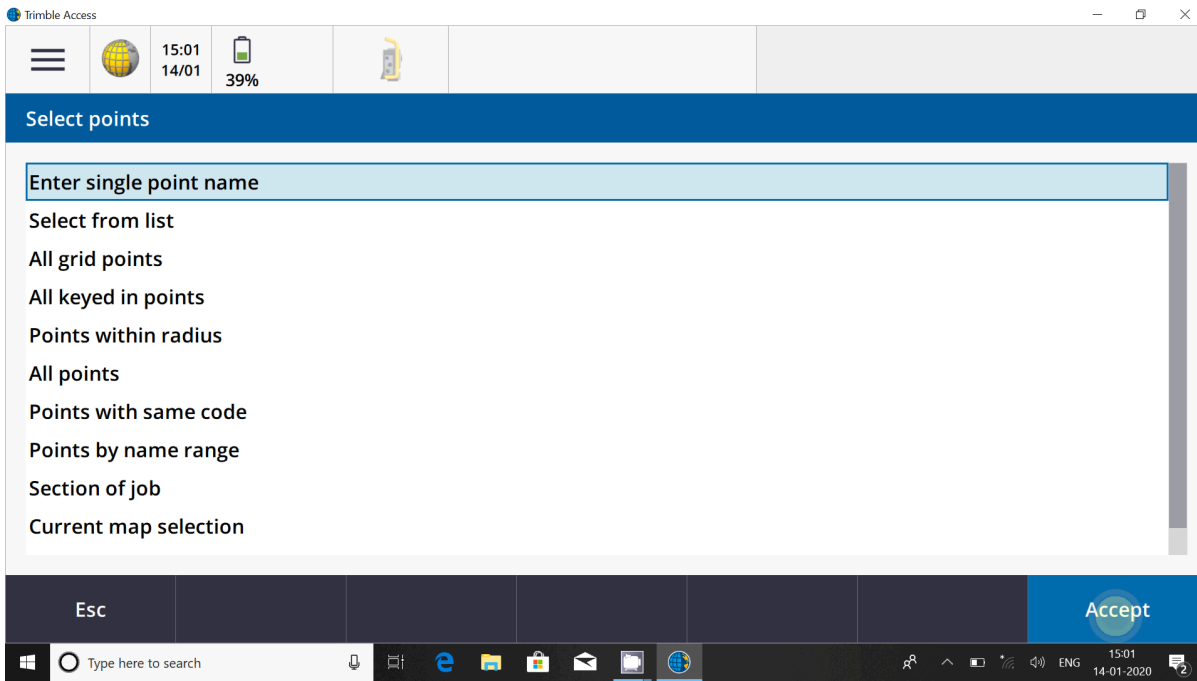 Trimble Access
15:01
14/01
39%
Select points
Enter single point name
Select from list
All grid points
All keyed in points
Points within radius
All points
Points with same code
Points by name range
Section of job
Current map selection
Esc
Accept
Type here to search
ENG
15:01
14-01-2020
2